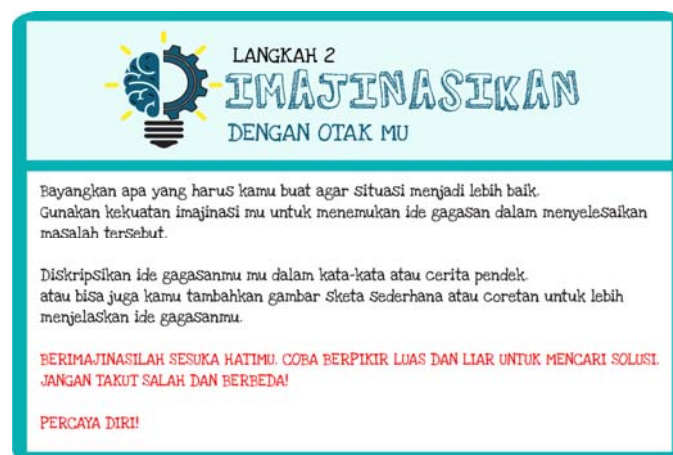 LANGKAH 2
IMAJINASIKAN
DENGAN OTAK MU
Bayangkan apa yang harus kamu buat agar situasi menjadi lebih baik.
Gunakan kekuatan imajinasi mu untuk menemukan ide gagasan dalam menyelesaikan
masalah tersebut.
Diskripsikan ide gagasanmu mu dalam kata-kata atau cerita pendek.
atau bisa juga kamu tambahkan gambar sketa sederhana atau coretan untuk lebih
menjelaskan ide gagasanmu.
BERIMAJINASILAH SESUKA HATIMU. COBA BERPIKIR LUAS DAN LIAR UNTUK MENCARI SOLUSI.
JANGAN TAKUT SALAH DAN BERBEDA!
PERCAYA DIRI!